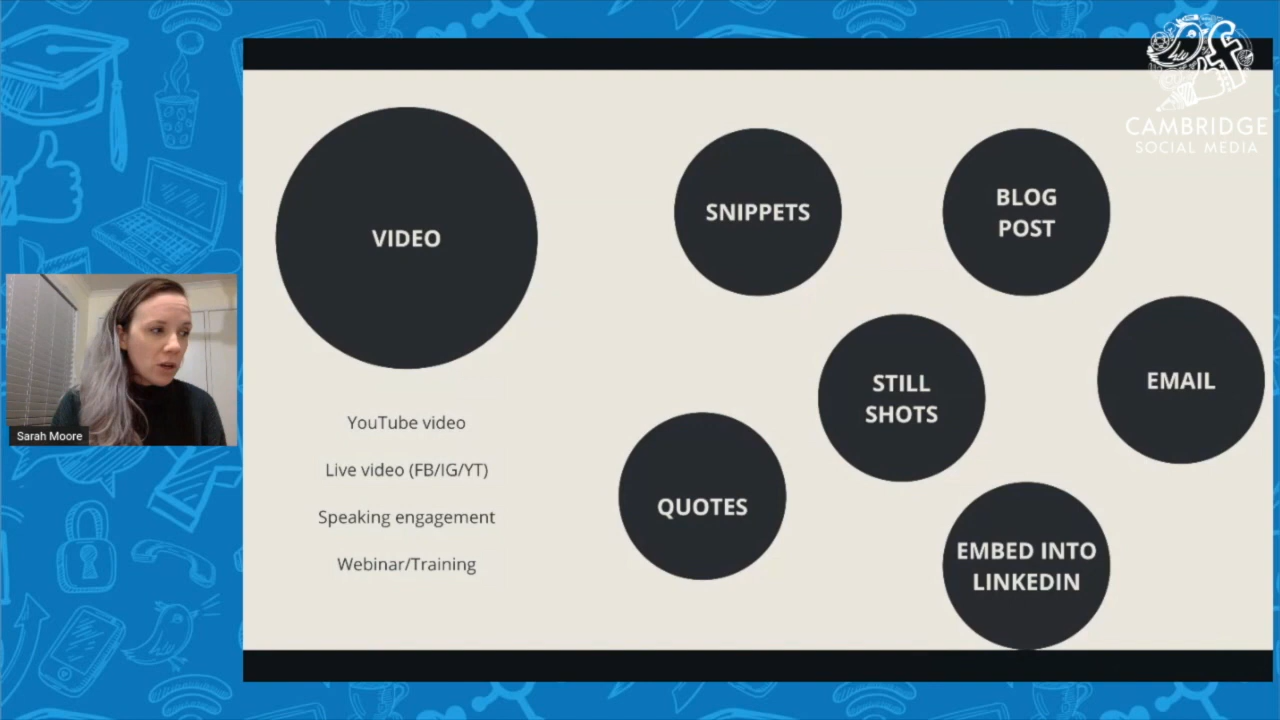 CAMBRIDGE
SOCIAL MEDIA
VIDEO
SNIPPETS
BLOG
POST
STILL
SHOTS
EMAIL
QUOTES
EMBED INTO
LINKEDIN
YouTube video
Live video (FB/IG/YT)
Speaking engagement
Webinar/Training
Sarah Moore